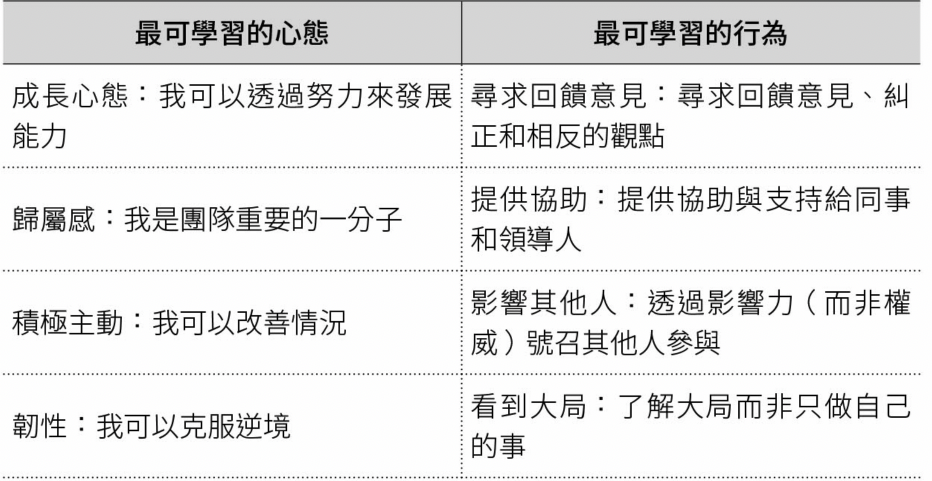 最可學習的心態
最可學習的行為
成長心態：我可以透過努力來發展
能力
尋求回饋意見：尋求回饋意見、糾
正和相反的觀點
歸屬感：我是團隊重要的一分子
提供協助：提供協助與支持給同事
和領導人
積極主動：我可以改善情況
影響其他人：透過影響力（而非權
威）號召其他人參與
韌性：我可以克服逆境
看到大局：了解大局而非只做自己
的事